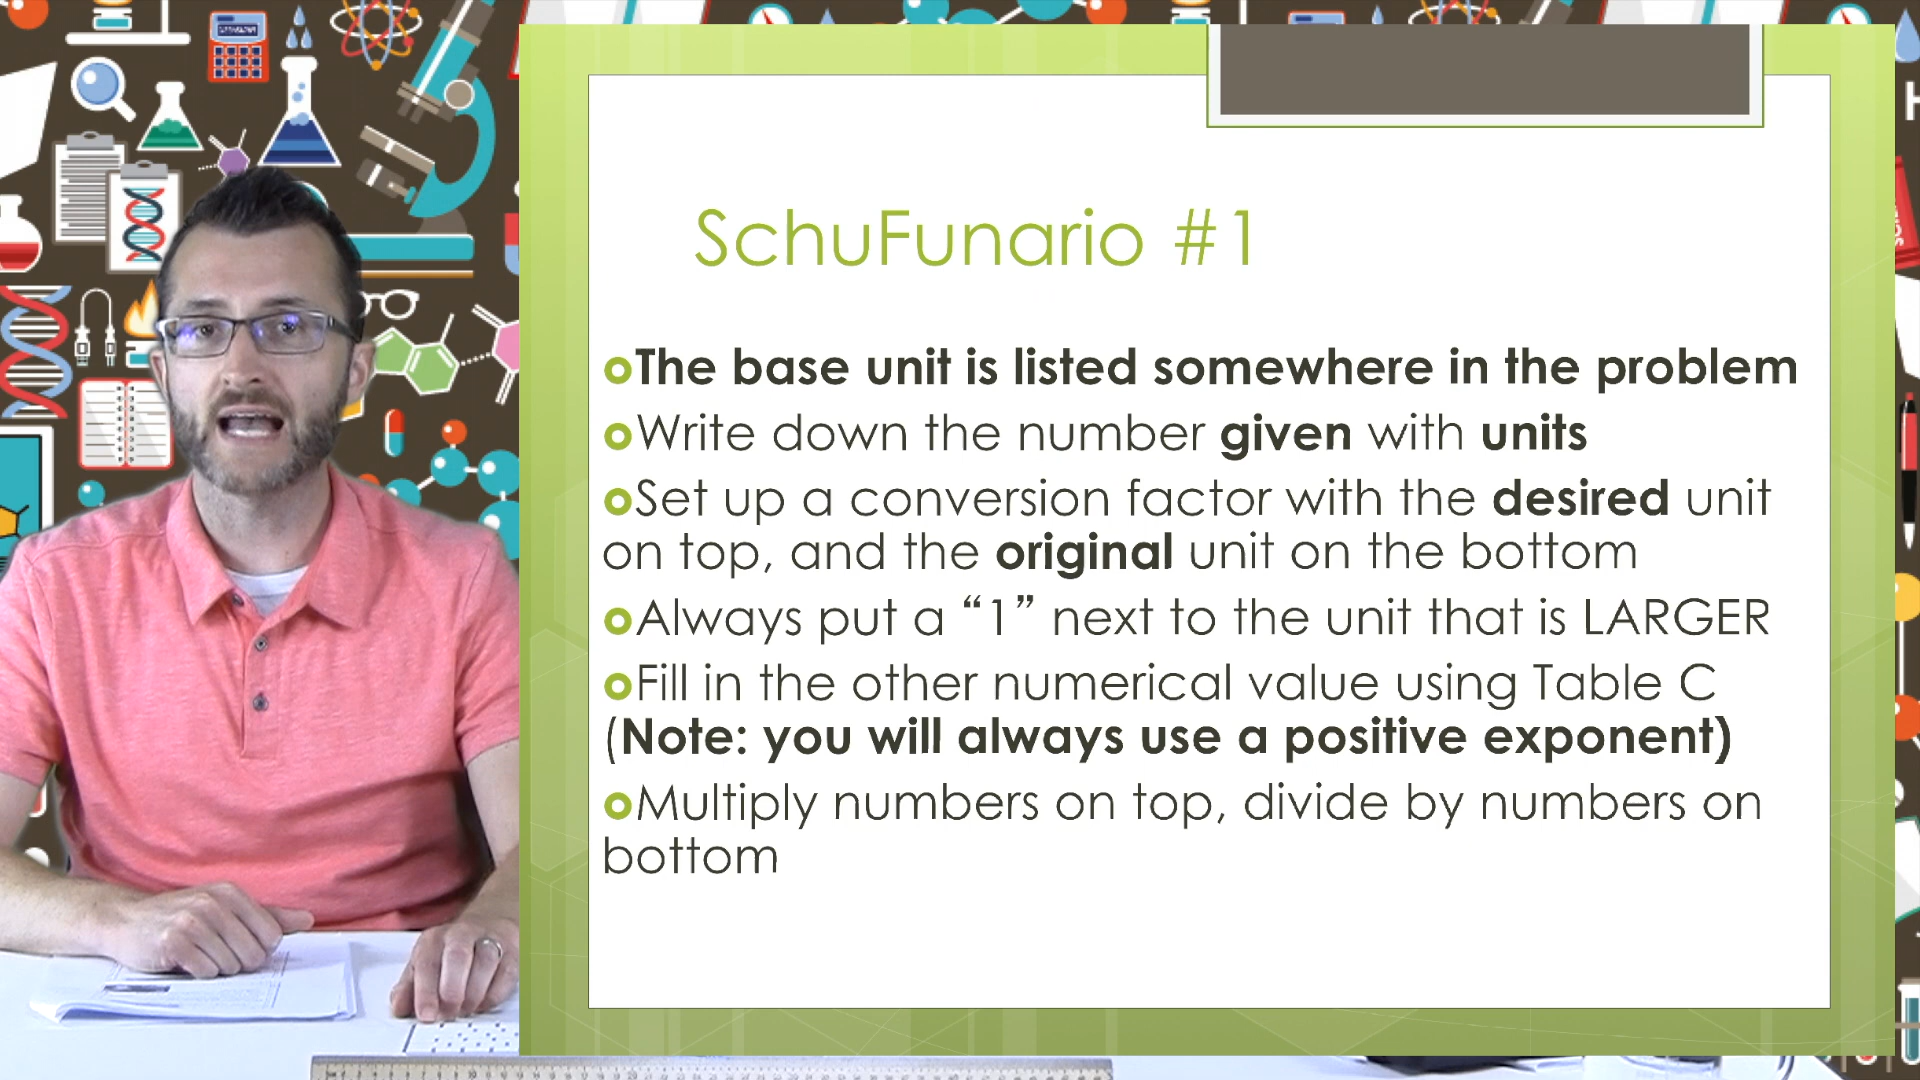 SchuFunario #1
The base unit is listed somewhere in the problem
Write down the number given with units
Set up a conversion factor with the desired unit
on top, and the original unit on the bottom
Always put a “1” next to the unit that is LARGER
Fill in the other numerical value using Table C
(Note: you will always use a positive exponent)
Multiply numbers on top, divide by numbers on
bottom